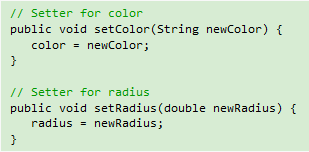 // Setter for color
public void setColor(String newColor) {
   color = newColor;
}

// Setter for radius
public void setRadius(double newRadius) {
   radius = newRadius;
}